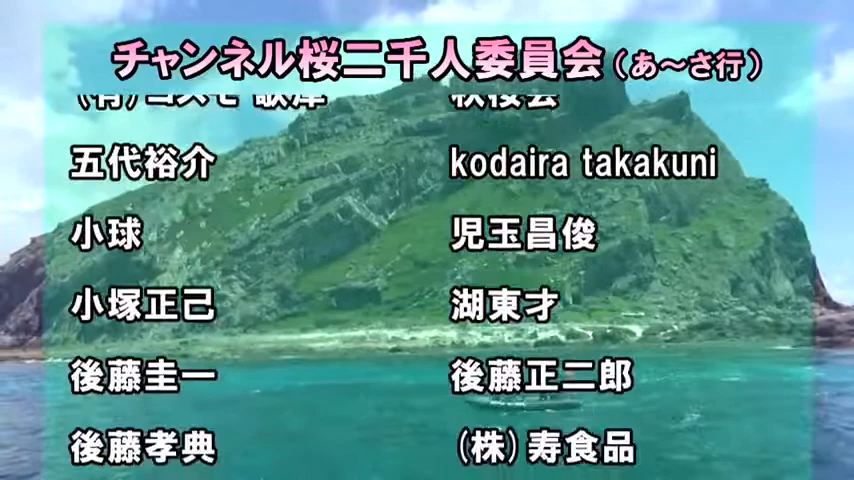 チャンネル桜二千人委員会（あ～さ行）
五代裕介 kodaira takakuni
小球 児玉昌俊
小塚正己 湖東才
後藤圭一 後藤正二郎
後藤孝典 （株）寿食品